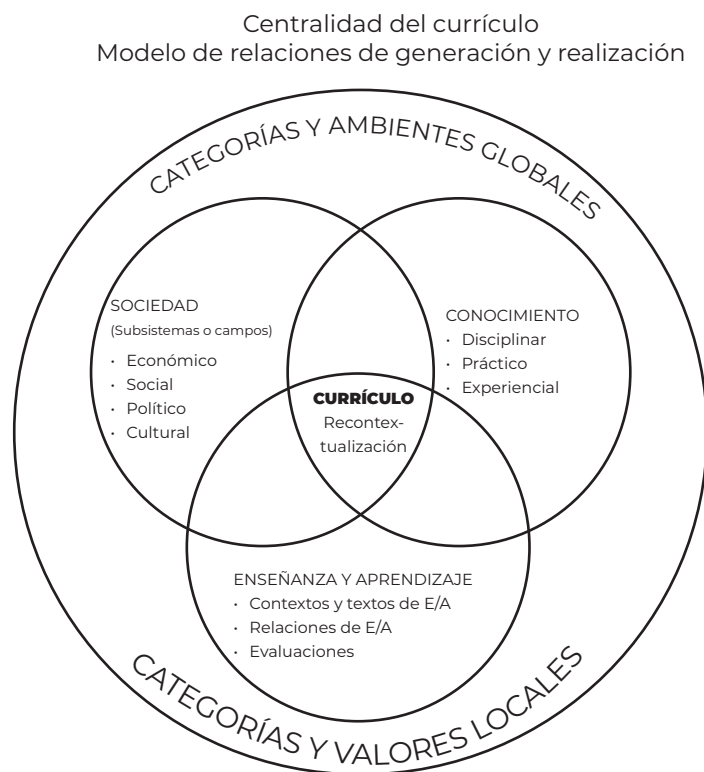 Centralidad del currículo
Modelo de relaciones de generación y realización
CATEGORÍAS Y AMBIENTES GLOBALES
SOCIEDAD
(Subsistemas o campos)
• Económico
• Social
• Político
• Cultural
CONOCIMIENTO
• Disciplinar
• Práctico
• Experiencial
CURRÍCULO
Recontex-
tualización
ENSEÑANZA Y APRENDIZAJE
• Contextos y textos de E/A
• Relaciones de E/A
• Evaluaciones
CATEGORÍAS Y VALORES LOCALES